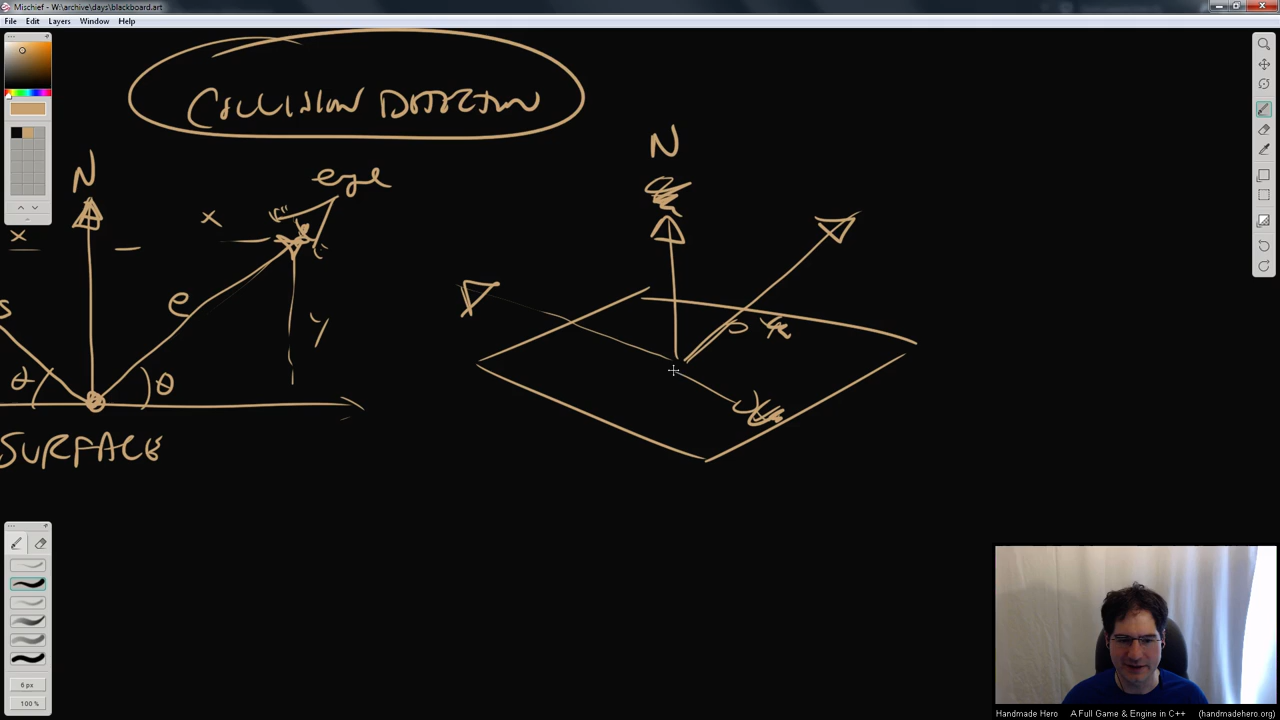 Mischief - W:\archive\days\blackboard.art
File Edit Layers Window Help
COLLISION DETECTION
N
eye
x
x
s
e
y
θ
θ
SURFACE
N
6 px
100 %
Handmade Hero A Full Game & Engine in C++ (handmadehero.org)